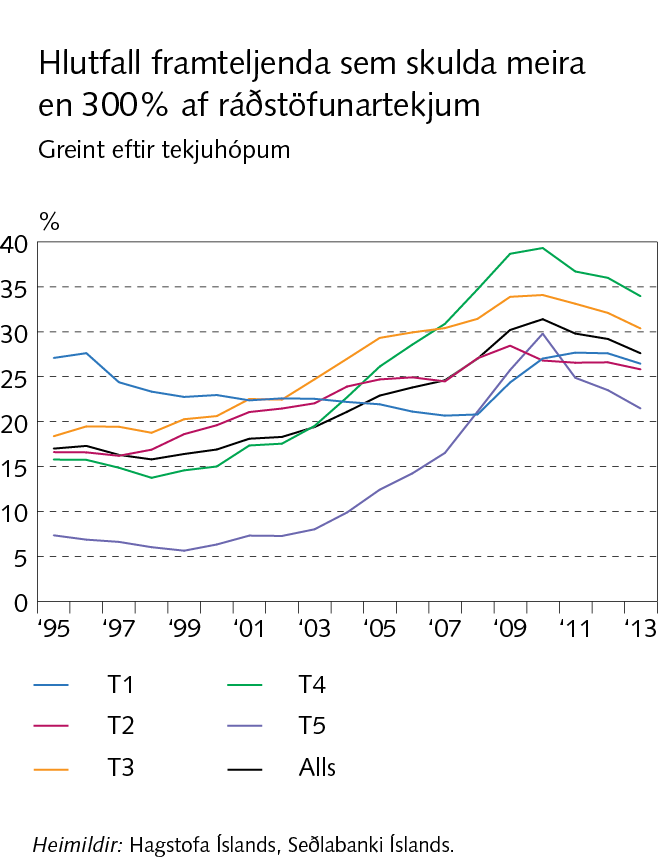 Hlutfall framteljenda sem skulda meira
en 300% af ráðstöfunartekjum
Greint eftir tekjuhópum
%
40
35
30
25
20
15
10
5
0
‘95 ‘97 ‘99 ‘01 ‘03 ‘05 ‘07 ‘09 ‘11 ‘13
T1 T4
T2 T5
T3 Alls
Heimildir: Hagstofa Íslands, Seðlabanki Íslands.